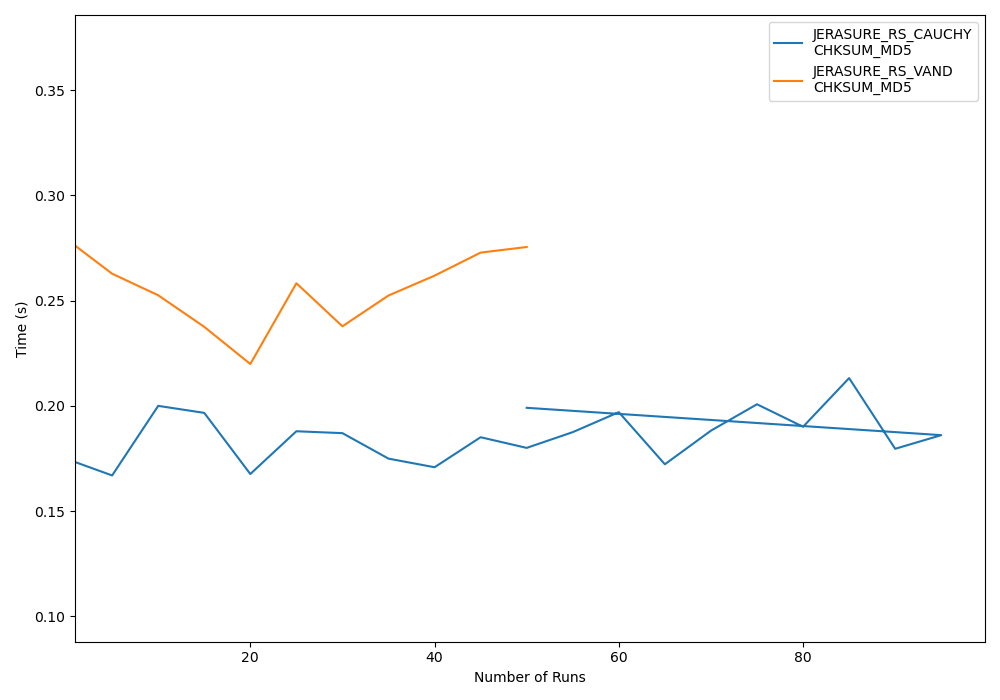 JERASURE_RS_CAUCHY
CHKSUM_MD5
JERASURE_RS_VAND
CHKSUM_MD5
0.35
0.30
0.25
0.20
0.15
0.10
Time (s)
20 40 60 80
Number of Runs